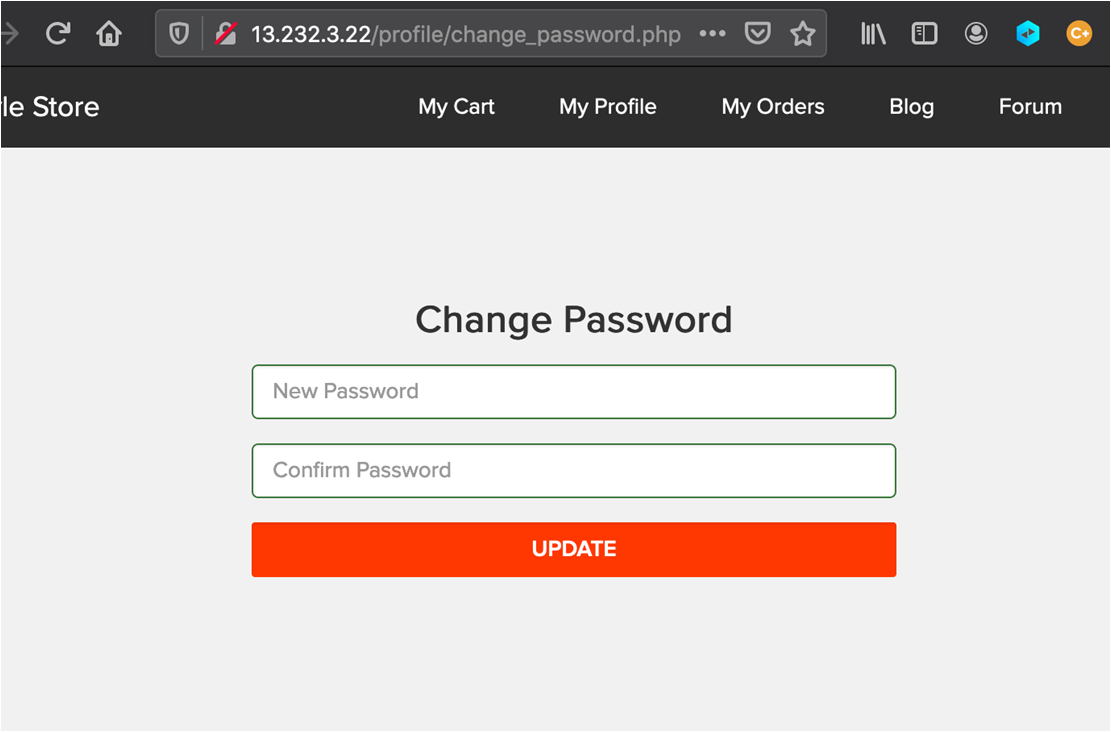 13.232.3.22/profile/change_password.php
le Store My Cart My Profile My Orders Blog Forum
Change Password
New Password
Confirm Password
UPDATE